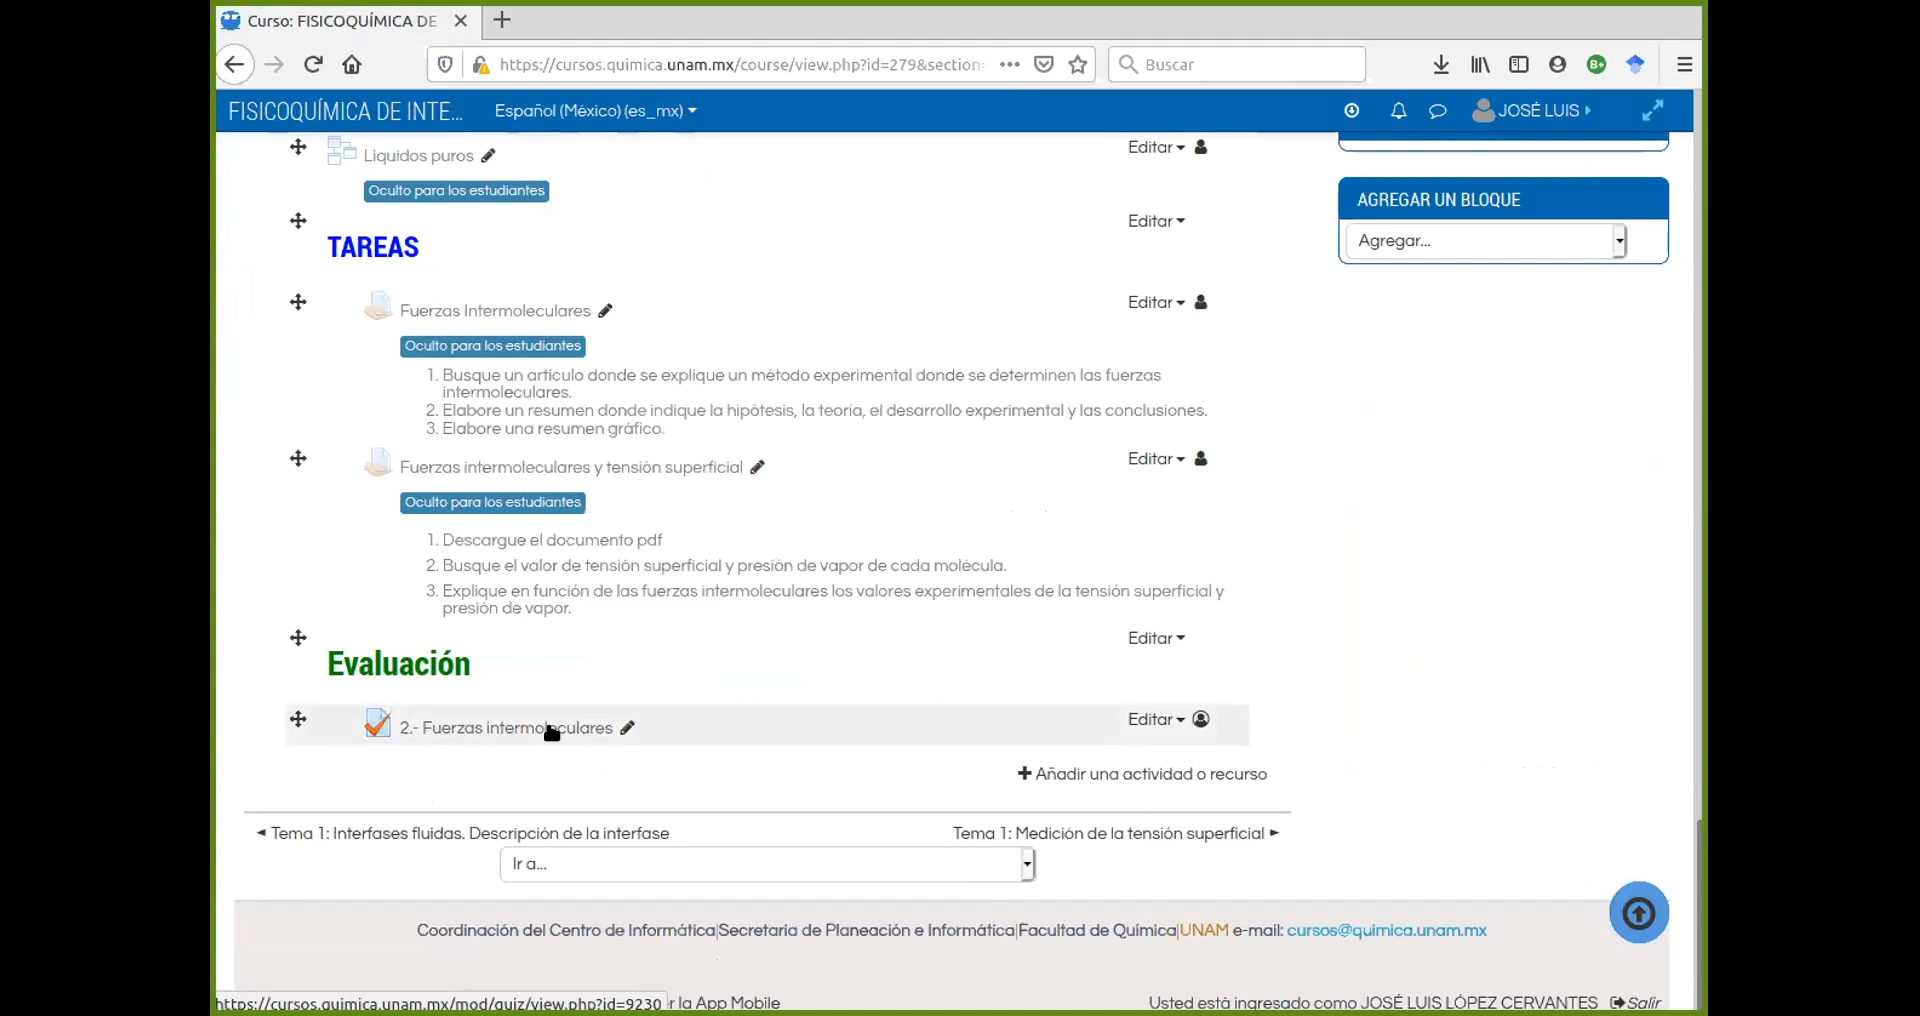 Curso: FISICOQUÍMICA DE
https://cursos.quimica.unam.mx/course/view.php?id=279&section:
Buscar
FISICOQUÍMICA DE INTE...
Español (México) (es_mx)
JOSÉ LUIS
Liquidos puros
Editar
Oculto para los estudiantes
Editar
TAREAS
AGREGAR UN BLOQUE
Agregar...
Fuerzas Intermoleculares
Editar
Oculto para los estudiantes
1. Busque un artículo donde se explique un método experimental donde se determinen las fuerzas
intermoleculares.
2. Elabore un resumen donde indique la hipótesis, la teoría, el desarrollo experimental y las conclusiones.
3. Elabore una resumen gráfico.
Fuerzas intermoleculares y tensión superficial
Editar
Oculto para los estudiantes
1. Descargue el documento pdf
2. Busque el valor de tensión superficial y presión de vapor de cada molécula.
3. Explique en función de las fuerzas intermoleculares los valores experimentales de la tensión superficial y
presión de vapor.
Editar
Evaluación
2.- Fuerzas intermoleculares
Editar
Añadir una actividad o recurso
◄ Tema 1: Interfases fluidas. Descripción de la interfase
Tema 1: Medición de la tensión superficial ►
Ir a...
Coordinación del Centro de Informática|Secretaria de Planeación e Informática|Facultad de Química|UNAM e-mail: cursos@quimica.unam.mx
https://cursos.quimica.unam.mx/mod/quiz/view.php?id=9230
r la App Mobile
Usted está ingresado como JOSÉ LUIS LÓPEZ CERVANTES
Salir